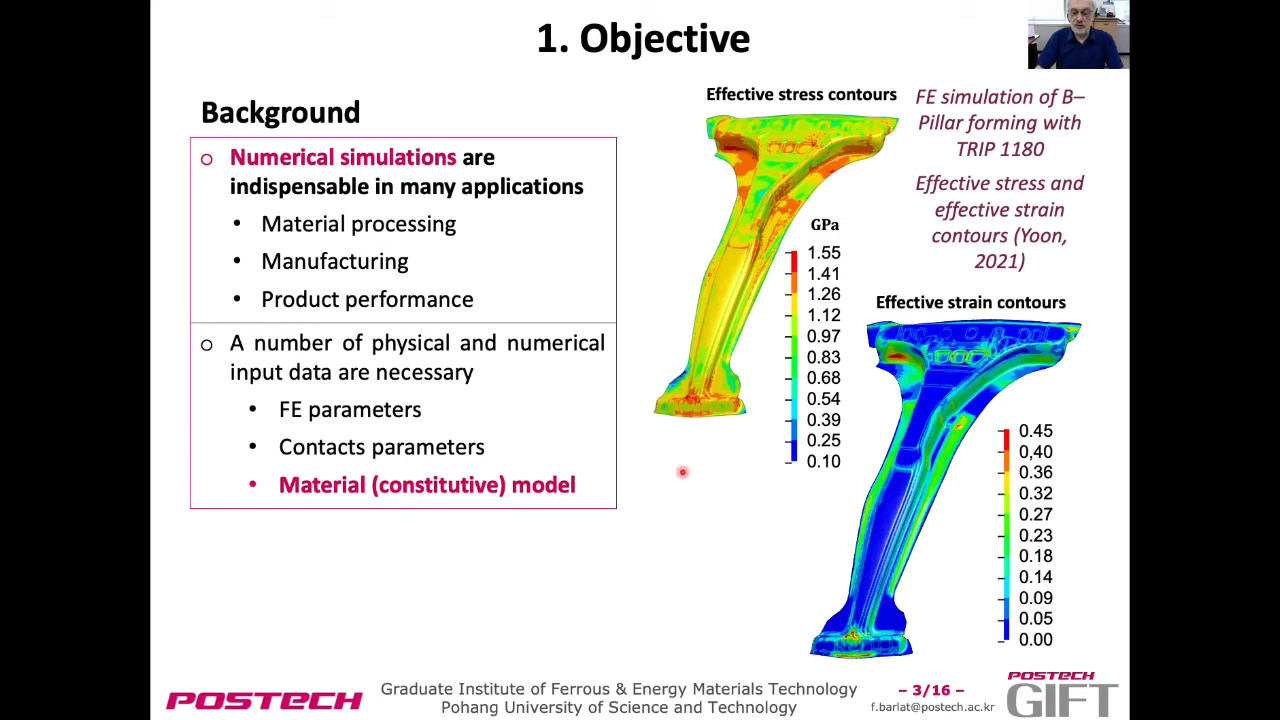 1. Objective
Background
○ Numerical simulations are
indispensable in many applications
• Material processing
• Manufacturing
• Product performance
○ A number of physical and numerical
input data are necessary
• FE parameters
• Contacts parameters
• Material (constitutive) model
Effective stress contours
GPa
1.55
1.41
1.26
1.12
0.97
0.83
0.68
0.54
0.39
0.25
0.10
FE simulation of B–
Pillar forming with
TRIP 1180
Effective stress and
effective strain
contours (Yoon,
2021)
Effective strain contours
0.45
0,40
0.36
0.32
0.27
0.23
0.18
0.14
0.09
0.05
0.00
POSTECH
Graduate Institute of Ferrous & Energy Materials Technology
Pohang University of Science and Technology
– 3/16 –
f.barlat@postech.ac.kr
POSTECH
GIFT